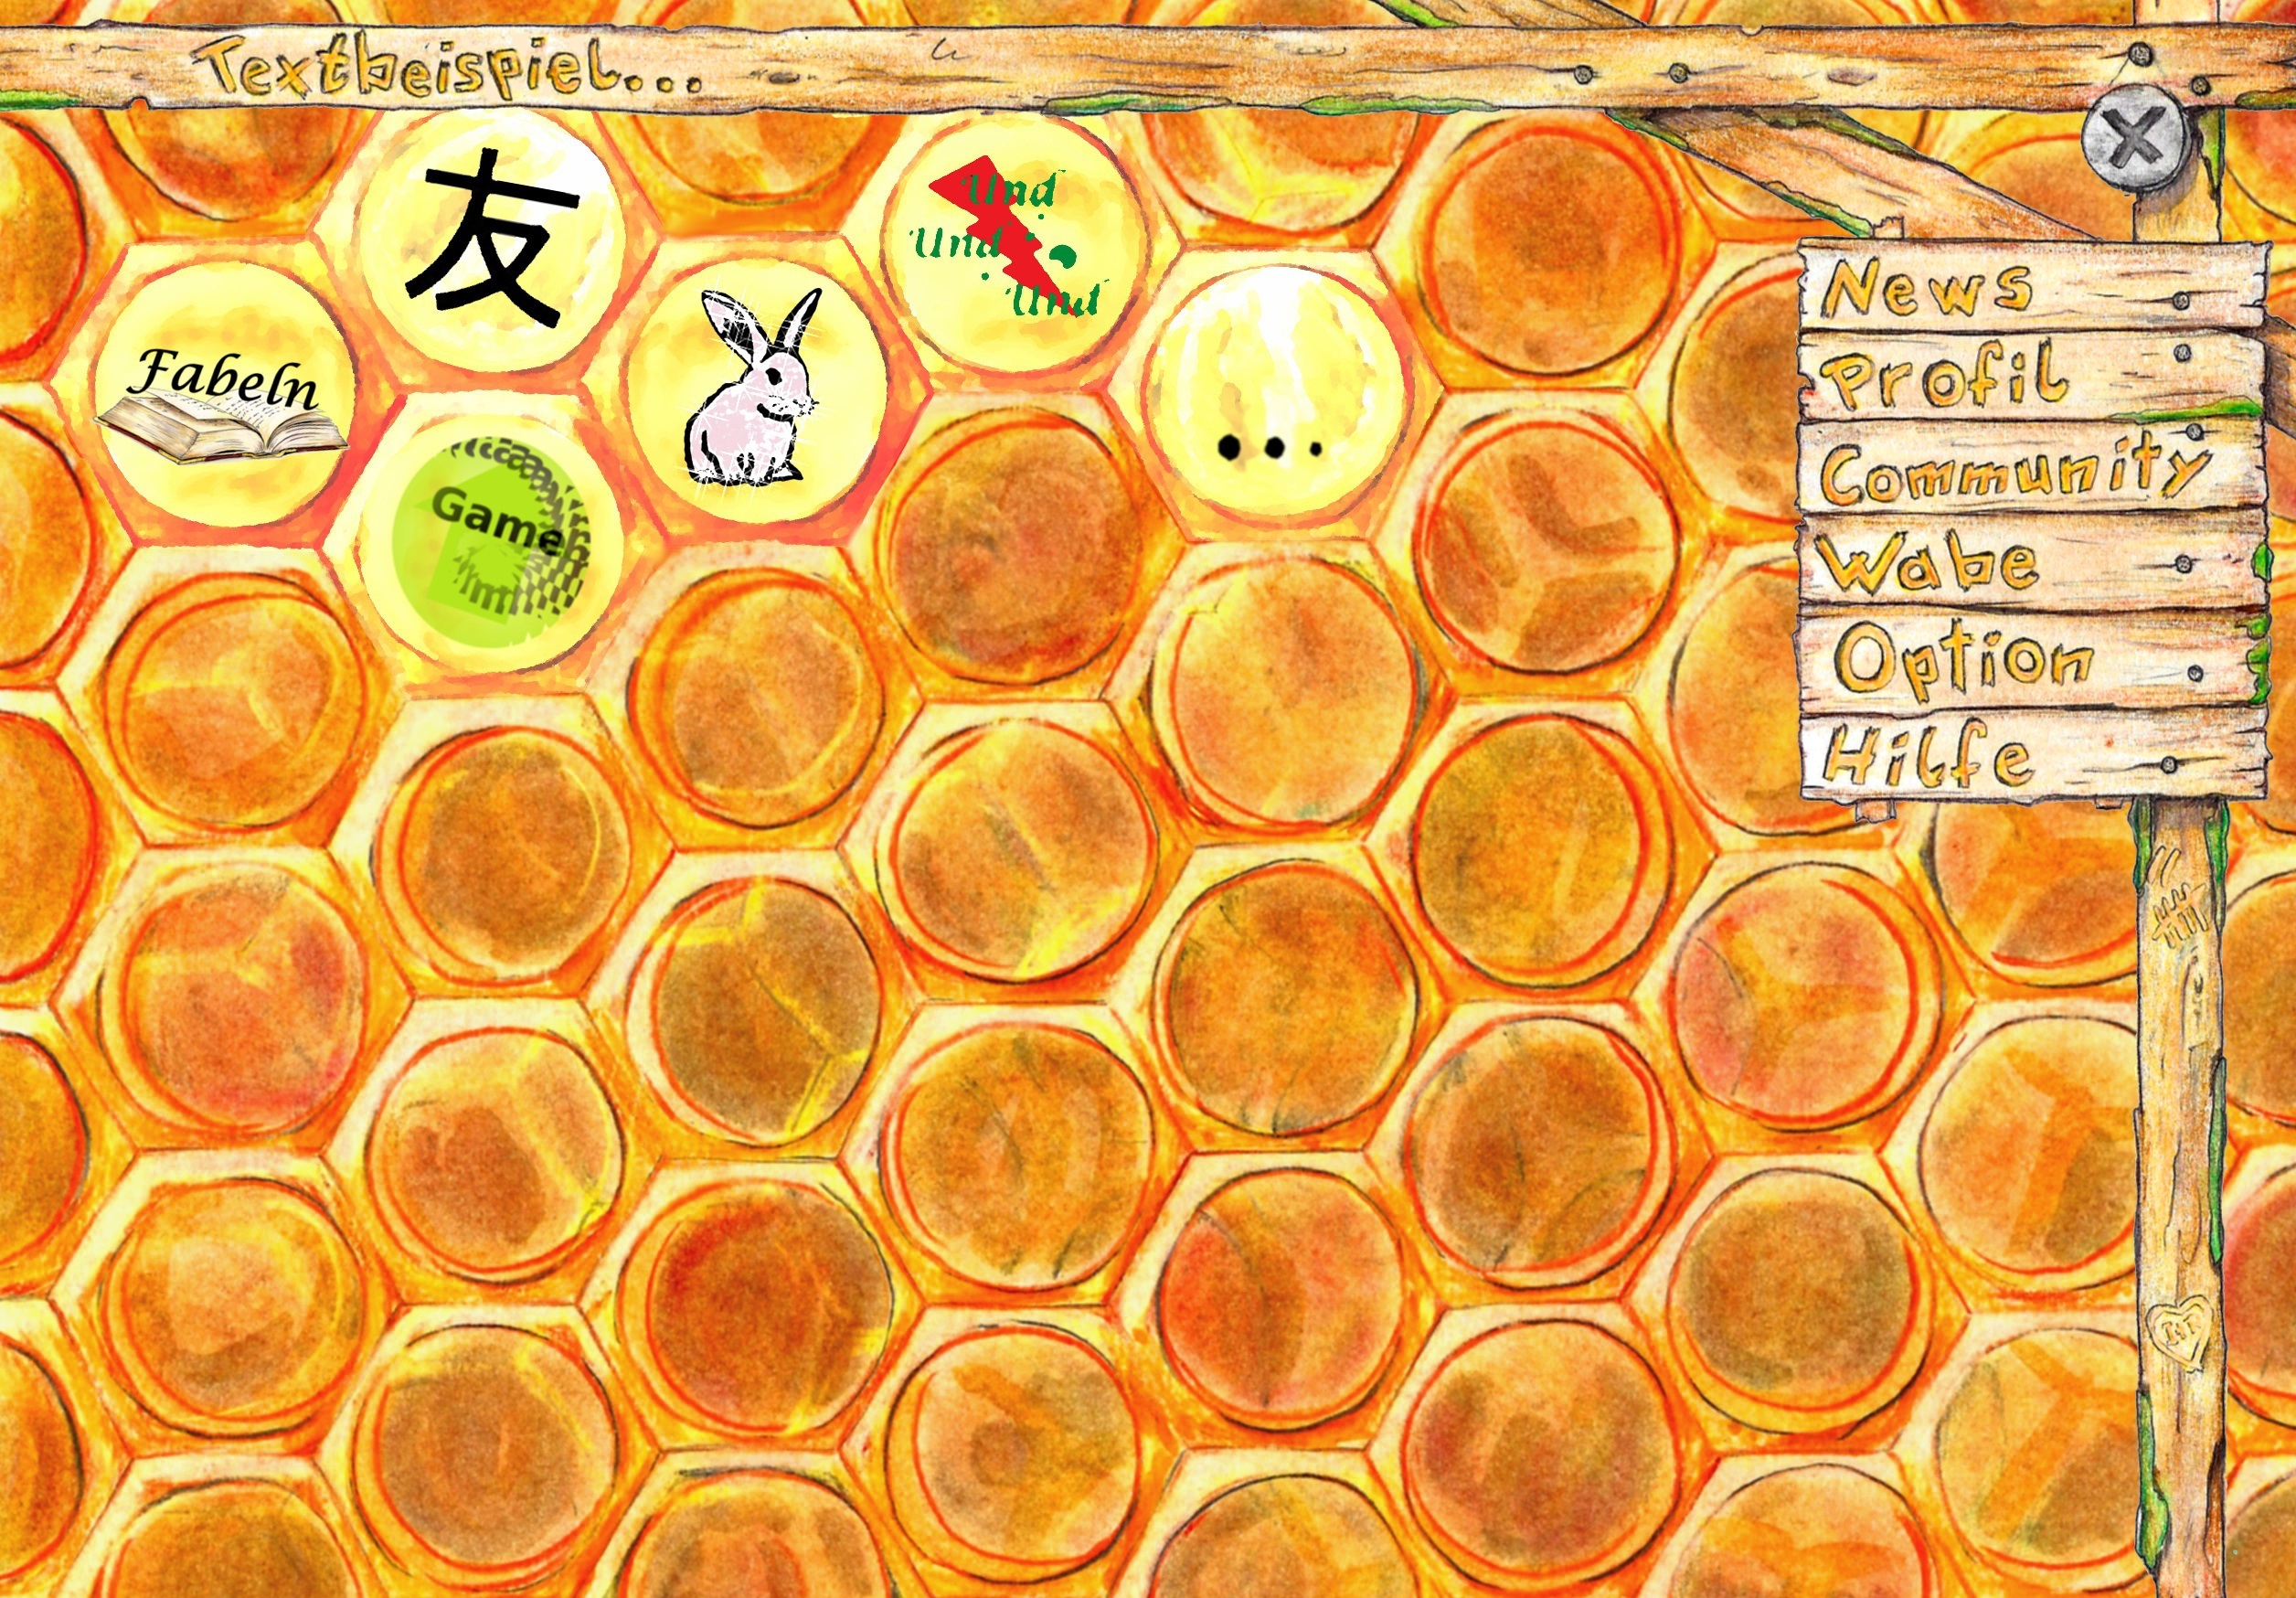 Textbeispiel...
友
Und
Und
Und
Fabeln
...
Game
News
Profil
Community
Wabe
Option
Hilfe